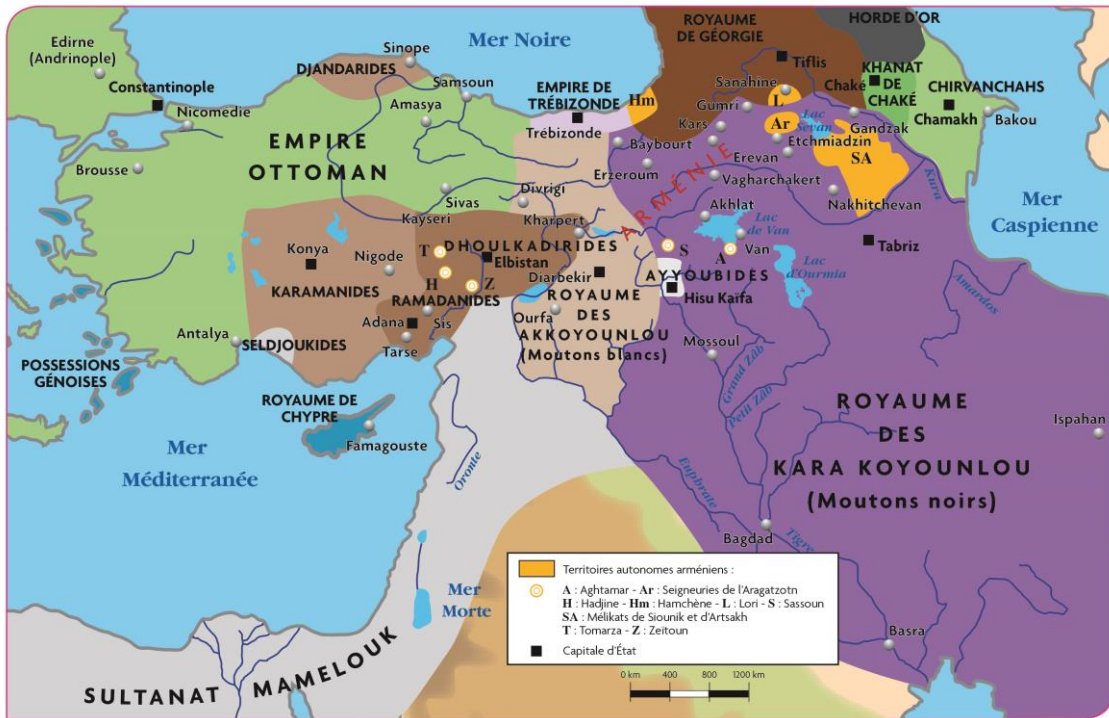 Mer Noire
ROYAUME
DE GÉORGIE
HORDE D'OR
Edirne
(Andrinople)
Constantinople
Nicomédie
Brousse
DJANDARIDES
Sinope
Samsoun
Amasya
EMPIRE DE
TRÉBIZONDE
Trébizonde
Hm
Tiflis
Sanahine
L
Gumri
Chaké
KHANAT
DE
CHAKÉ
CHIRVANCHAHS
Chamakh
Bakou
EMPIRE
OTTOMAN
Kars
Ar
Lac
Sevan
Gandzak
Etchmiadzin
Erevan
SA
Baybourt
Erzeroum
ARMÉNIE
Vagharchakert
Nakhitchevan
Kura
Mer
Caspienne
Sivas
Kayseri
Divrigi
Kharpert
Akhlat
Lac
de Van
Van
Tabriz
Konya
Nigode
KARAMANIDES
T
H
Z
DHOULKADIRIDES
Elbistan
Diarbekir
S
A
AYYOUBIDES
Hisu Kaïfa
Lac
d'Ourmia
Amardos
RAMADANIDES
Adana
Sis
Tarse
Ourfa
ROYAUME
DES
AKKOYOUNLOU
(Moutons blancs)
Mossoul
Grand Zâb
Petit Zâb
Antalya
SELDJOUKIDES
POSSESSIONS
GÉNOISES
ROYAUME DE
CHYPRE
Famagouste
Mer
Méditerranée
Oronte
Euphrate
ROYAUME
DES
KARA KOYOUNLOU
(Moutons noirs)
Ispahan
Bagdad
Tigre
Basra
Mer
Morte
SULTANAT MAMELOUK
Territoires autonomes arméniens :
A : Aghtamar - Ar : Seigneuries de l'Aragatzotn
H : Hadjine - Hm : Hamchène - L : Lori - S : Sassoun
SA : Mélikats de Siounik et d'Artsakh
T : Tomarza - Z : Zeïtoun
Capitale d'État
0 km 400 800 1200 km